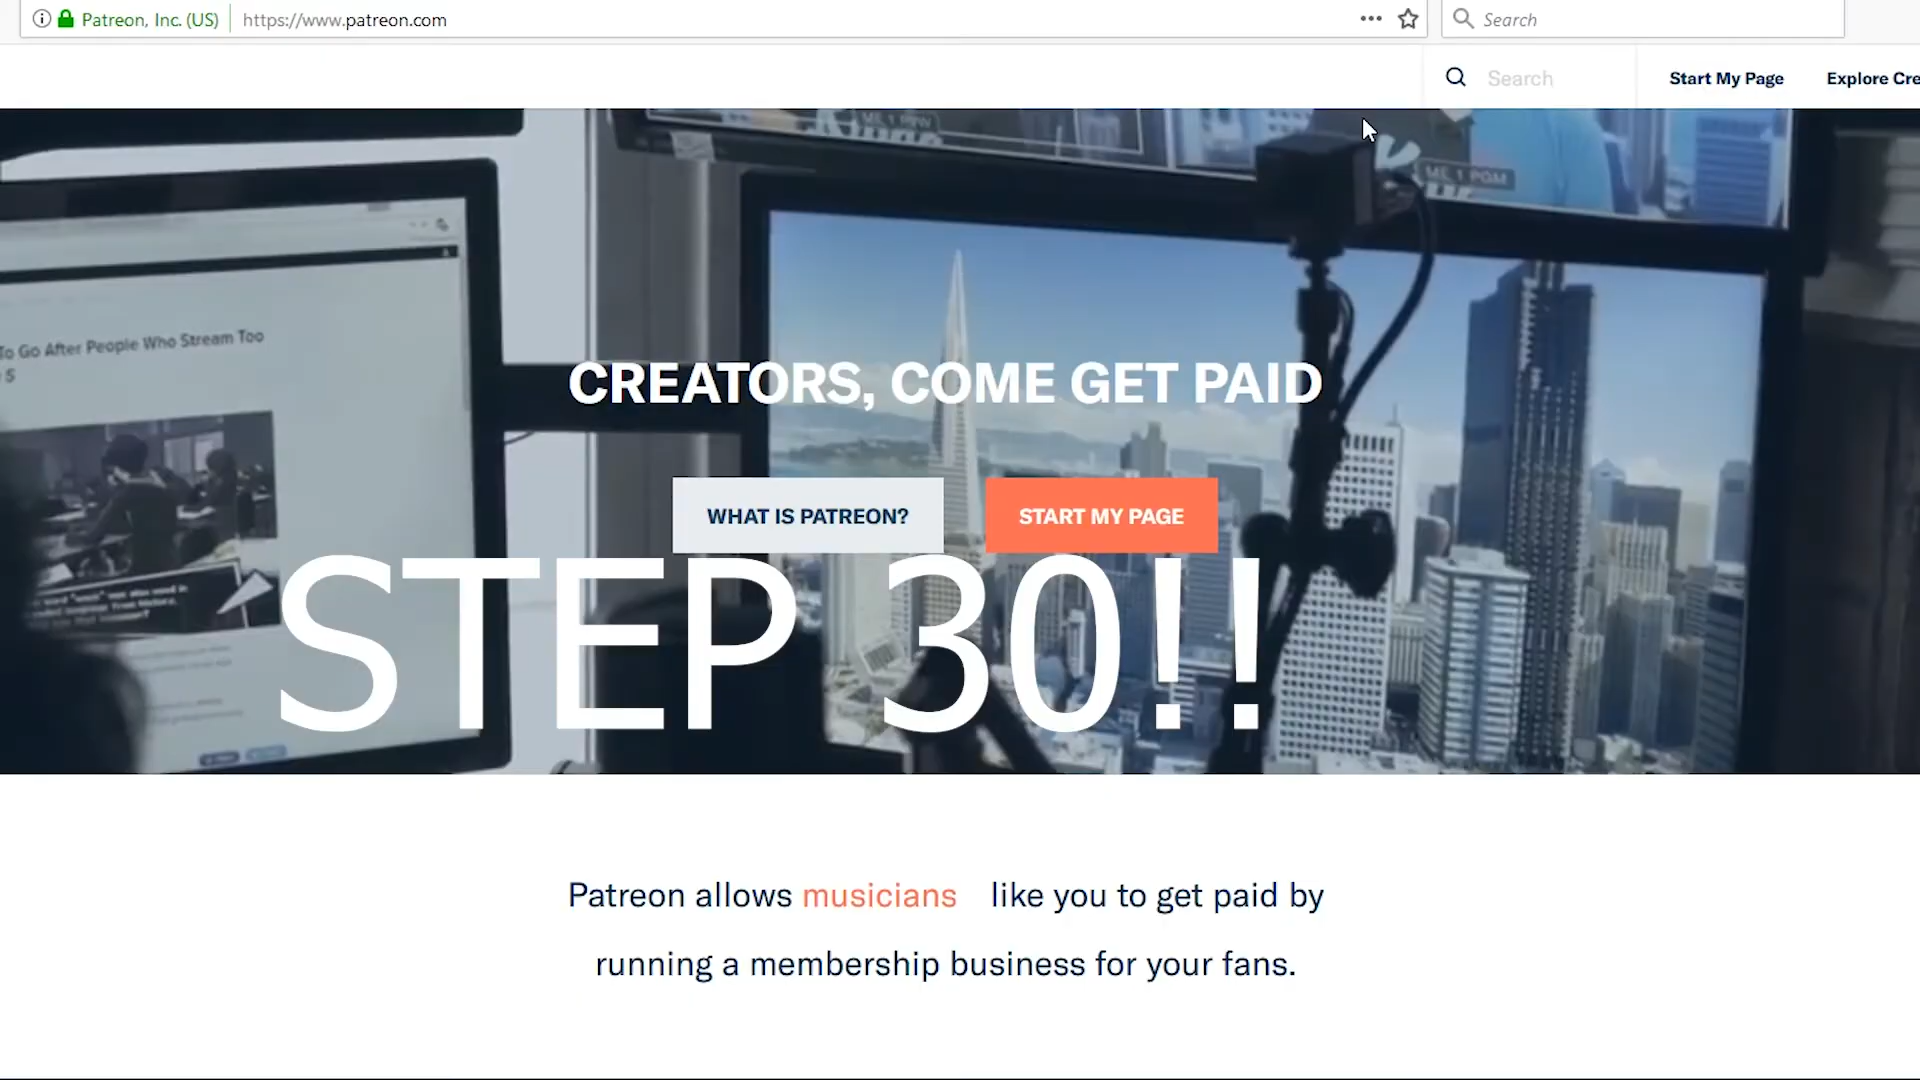 Patreon, Inc. (US) https://www.patreon.com ••• Search
Search Start My Page Explore Cre
To Go After People Who Stream Too
CREATORS, COME GET PAID
WHAT IS PATREON? START MY PAGE
STEP 30!!
Patreon allows musicians like you to get paid by
running a membership business for your fans.